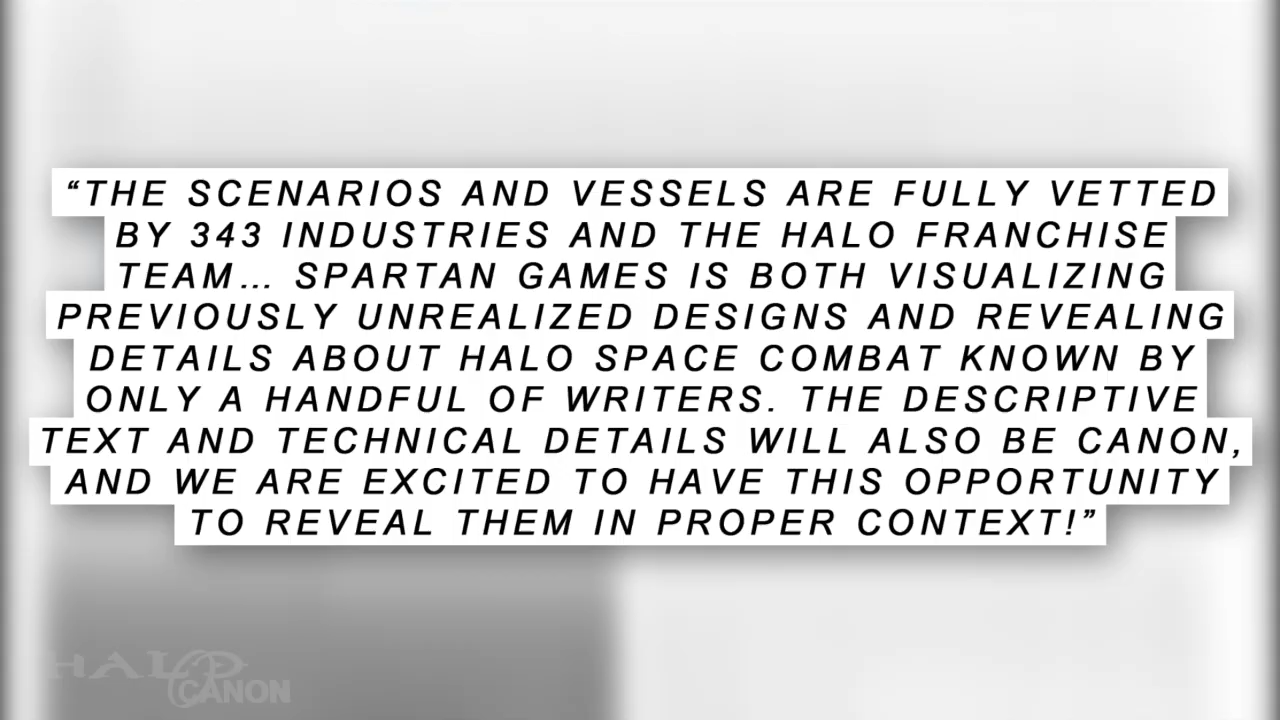 “THE SCENARIOS AND VESSELS ARE FULLY VETTED
BY 343 INDUSTRIES AND THE HALO FRANCHISE
TEAM... SPARTAN GAMES IS BOTH VISUALIZING
PREVIOUSLY UNREALIZED DESIGNS AND REVEALING
DETAILS ABOUT HALO SPACE COMBAT KNOWN BY
ONLY A HANDFUL OF WRITERS. THE DESCRIPTIVE
TEXT AND TECHNICAL DETAILS WILL ALSO BE CANON,
AND WE ARE EXCITED TO HAVE THIS OPPORTUNITY
TO REVEAL THEM IN PROPER CONTEXT!”
HALO
CANON